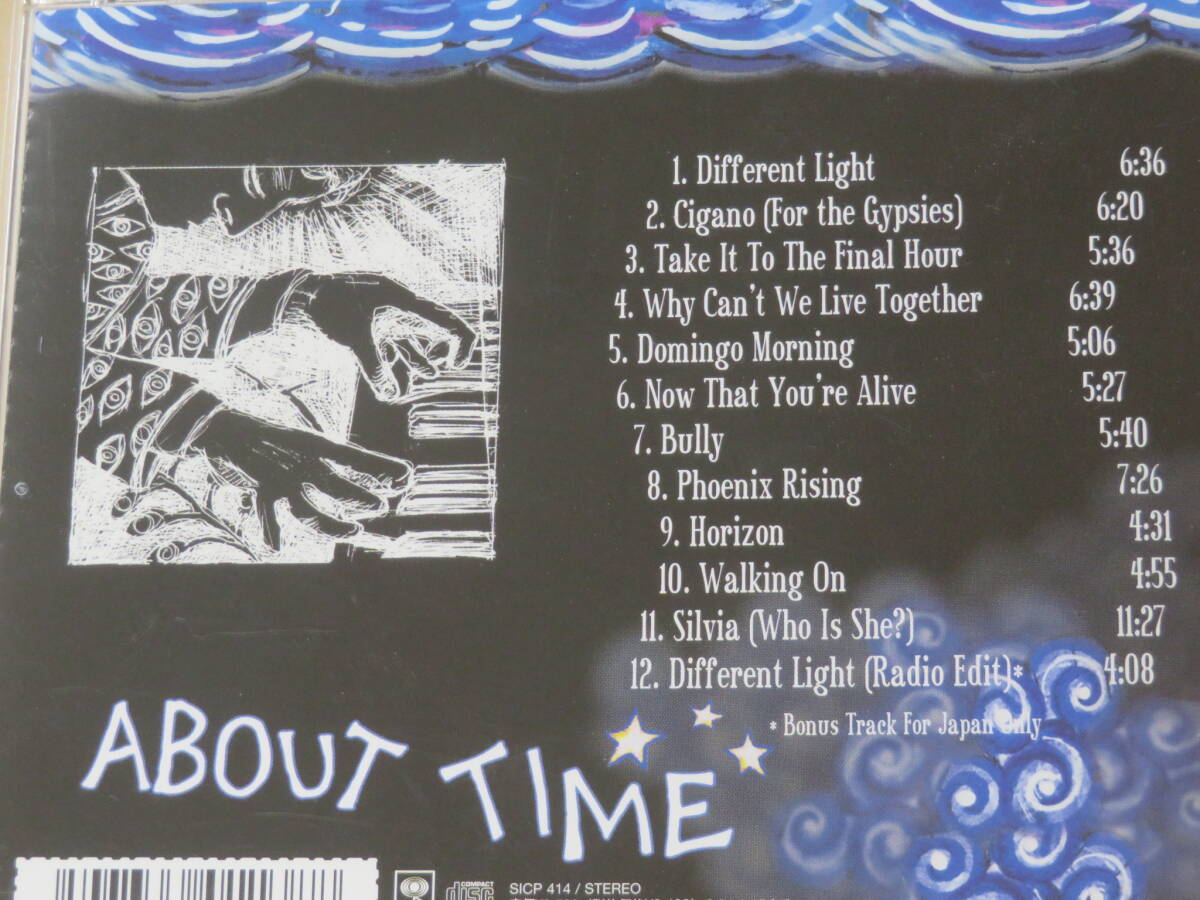 1. Different Light 6:36
2. Cigano (For the Gypsies) 6:20
3. Take It To The Final Hour 5:36
4. Why Can't We Live Together 6:39
5. Domingo Morning 5:06
6. Now That You're Alive 5:27
7. Bully 5:40
8. Phoenix Rising 7:26
9. Horizon 4:31
10. Walking On 4:55
11. Silvia (Who Is She?) 11:27
12. Different Light (Radio Edit)* 4:08
* Bonus Track For Japan Only
ABOUT TIME
COMPACT
disc
SICP 414 / STEREO